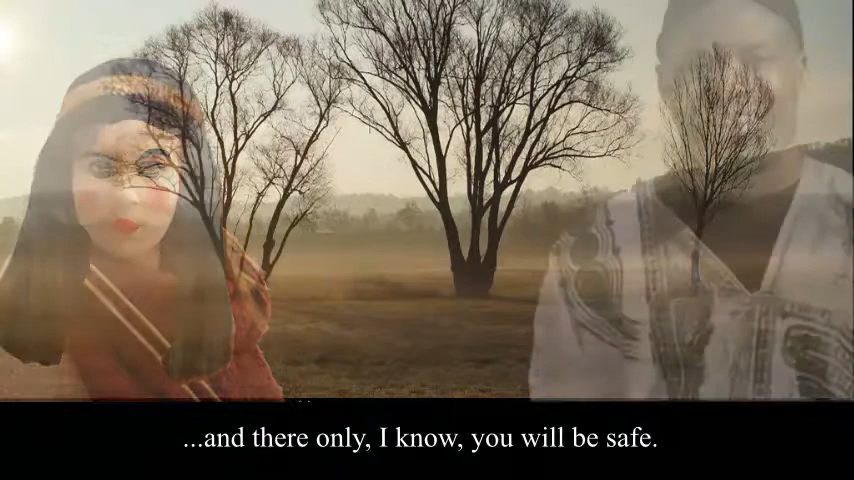 ...and there only, I know, you will be safe.